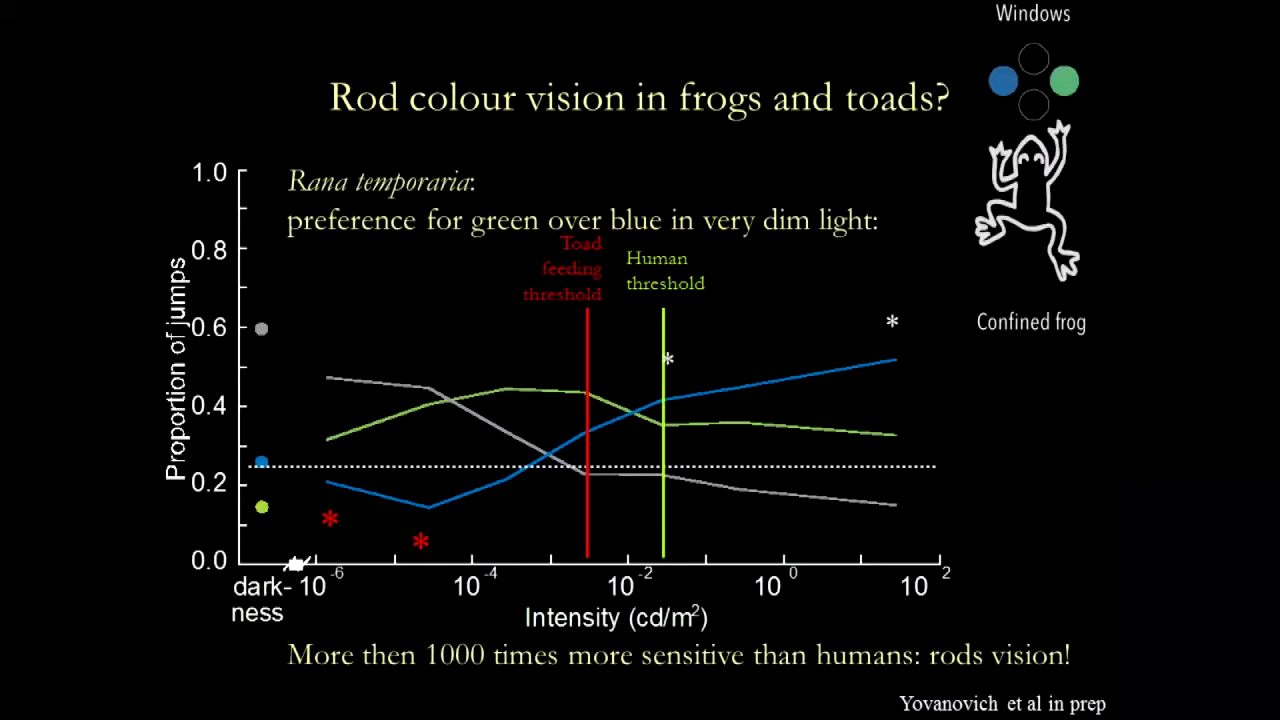 Windows
Rod colour vision in frogs and toads?
Rana temporaria:
preference for green over blue in very dim light:
Toad
feeding
threshold
Human
threshold
*
*
*
*
Confined frog
Proportion of jumps
1.0
0.8
0.6
0.4
0.2
0.0
dark-
ness
10^-6
10^-4
10^-2
10^0
10^2
Intensity (cd/m²)
More then 1000 times more sensitive than humans: rods vision!
Yovanovich et al in prep